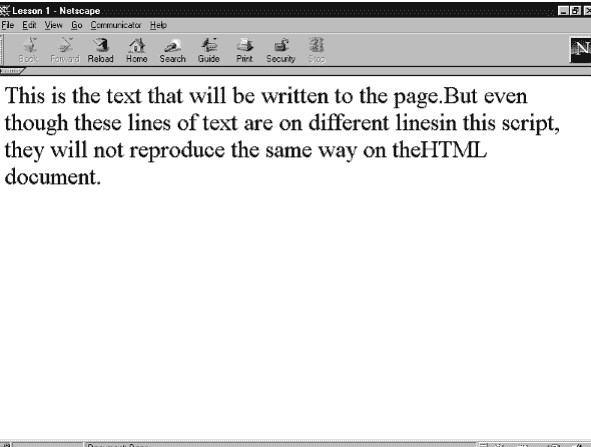 Lesson 1 - Netscape
File Edit View Go Communicator Help
Back Forward Reload Home Search Guide Print Security Stop
N
This is the text that will be written to the page.But even
though these lines of text are on different linesin this script,
they will not reproduce the same way on theHTML
document.
Document: Done